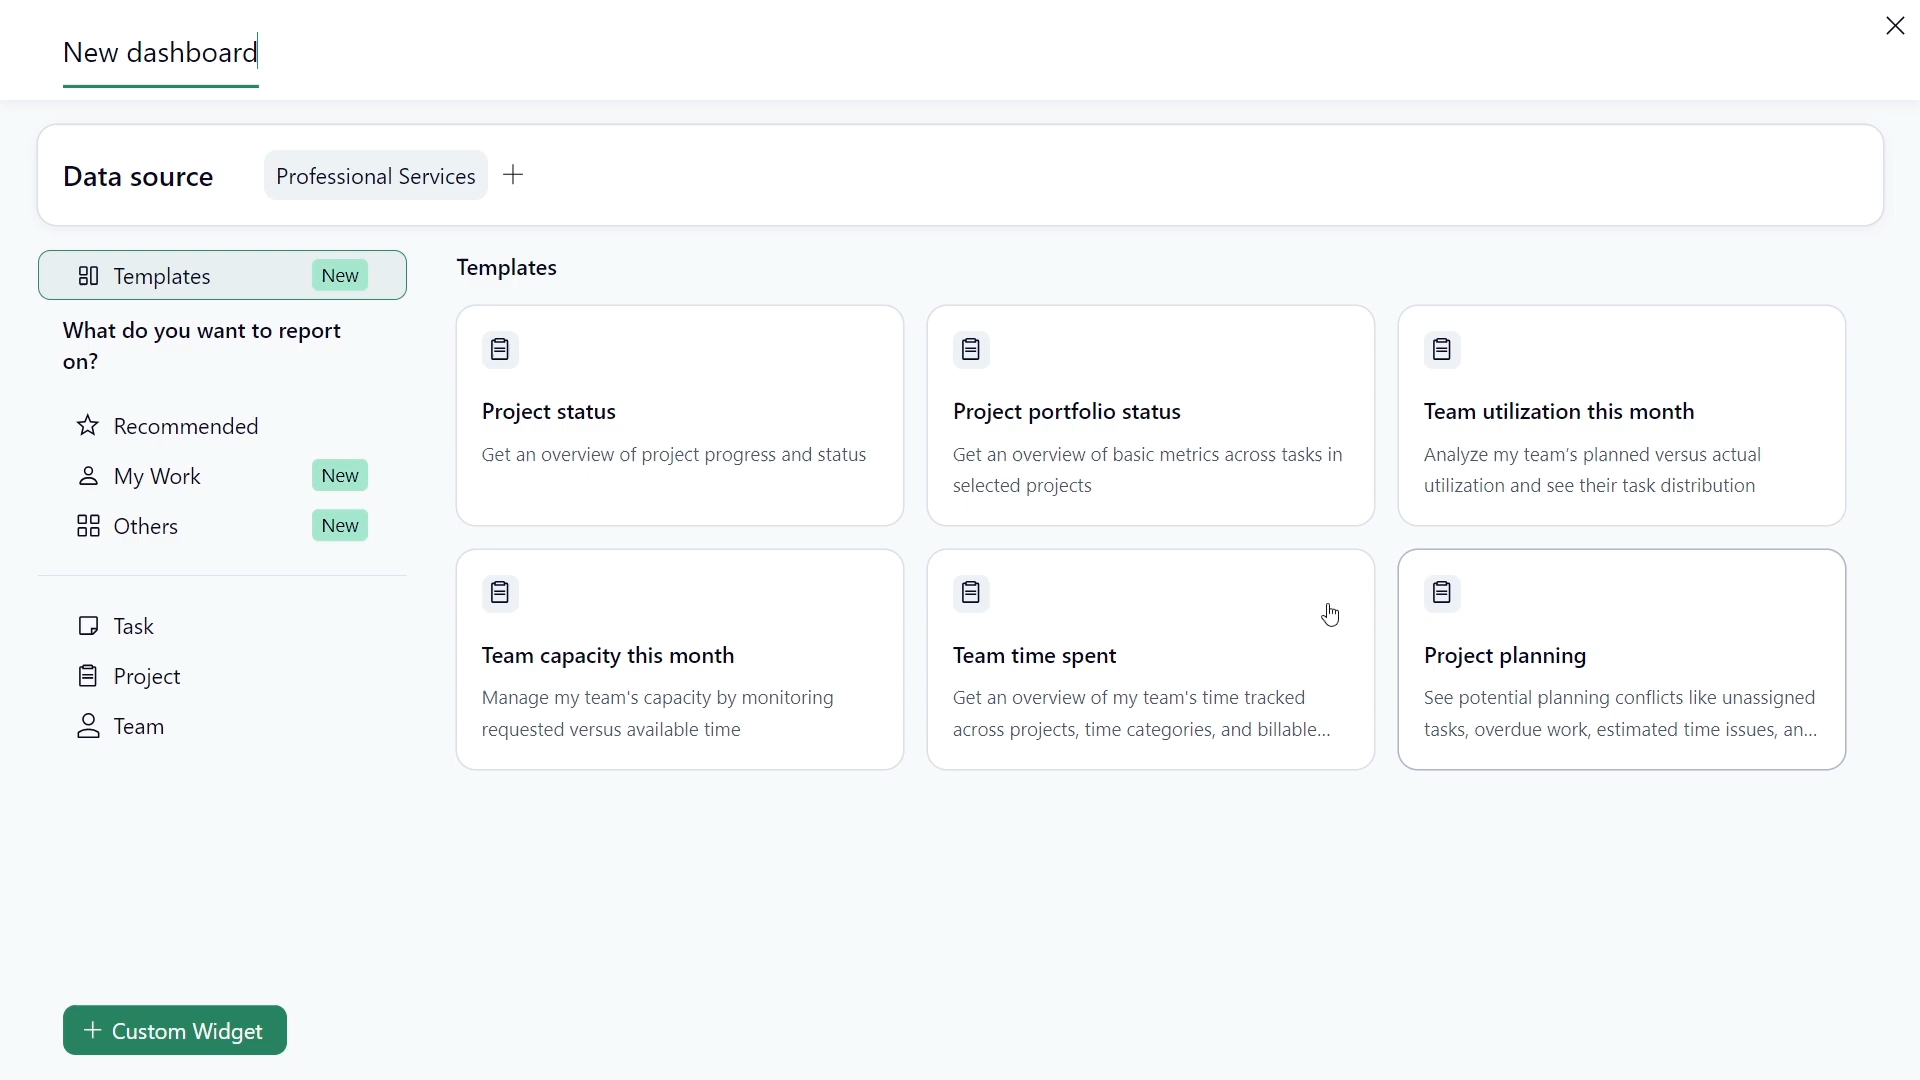 New dashboard
Data source
Professional Services
Templates
New
What do you want to report
on?
Recommended
My Work
New
Others
New
Task
Project
Team
Custom Widget
Templates
Project status
Get an overview of project progress and status
Project portfolio status
Get an overview of basic metrics across tasks in
selected projects
Team utilization this month
Analyze my team's planned versus actual
utilization and see their task distribution
Team capacity this month
Manage my team's capacity by monitoring
requested versus available time
Team time spent
Get an overview of my team's time tracked
across projects, time categories, and billable...
Project planning
See potential planning conflicts like unassigned
tasks, overdue work, estimated time issues, an...